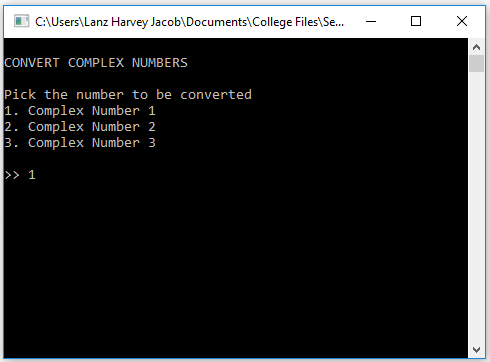 C:\Users\Lanz Harvey Jacob\Documents\College Files\Se...
CONVERT COMPLEX NUMBERS
Pick the number to be converted
1. Complex Number 1
2. Complex Number 2
3. Complex Number 3
>> 1